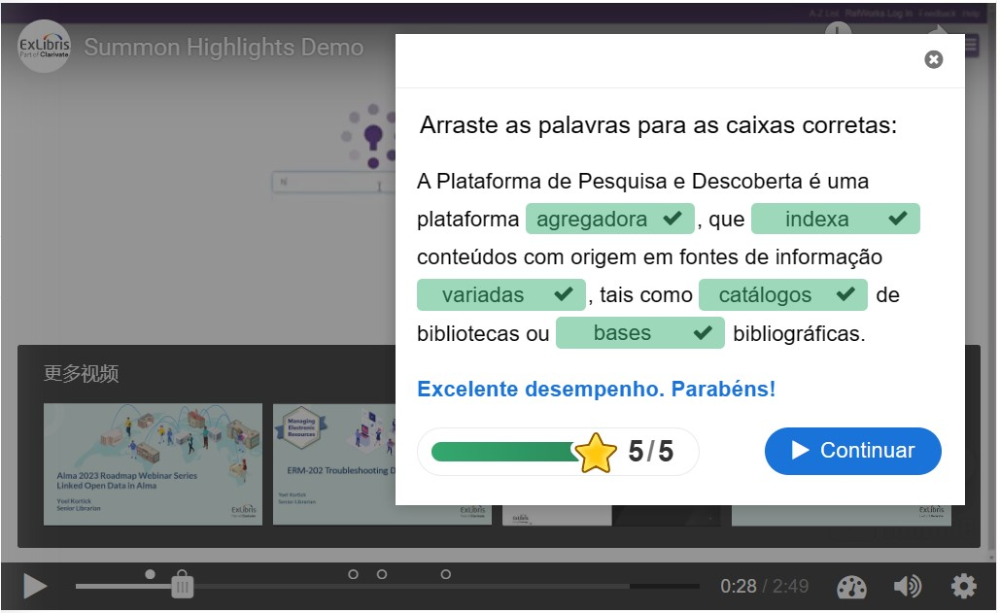 A-Z List RefWorks Log In Feedback Help
ExLibris
Part of Clarivate
Summon Highlights Demo
Arraste as palavras para as caixas corretas:
A Plataforma de Pesquisa e Descoberta é uma
plataforma agregadora, que indexa
conteúdos com origem em fontes de informação
variadas, tais como catálogos de
bibliotecas ou bases bibliográficas.
Excelente desempenho. Parabéns!
5/5
Continuar
更多视频
Alma 2023 Roadmap Webinar Series
Linked Open Data in Alma
Yoel Kortick
Senior Librarian
ExLibris
Managing
Electronic
Resources
ERM-202 Troubleshooting D
Yoel Kortick
Senior Librarian
ExLibris
ExLibris
ExLibris
0:28 / 2:49